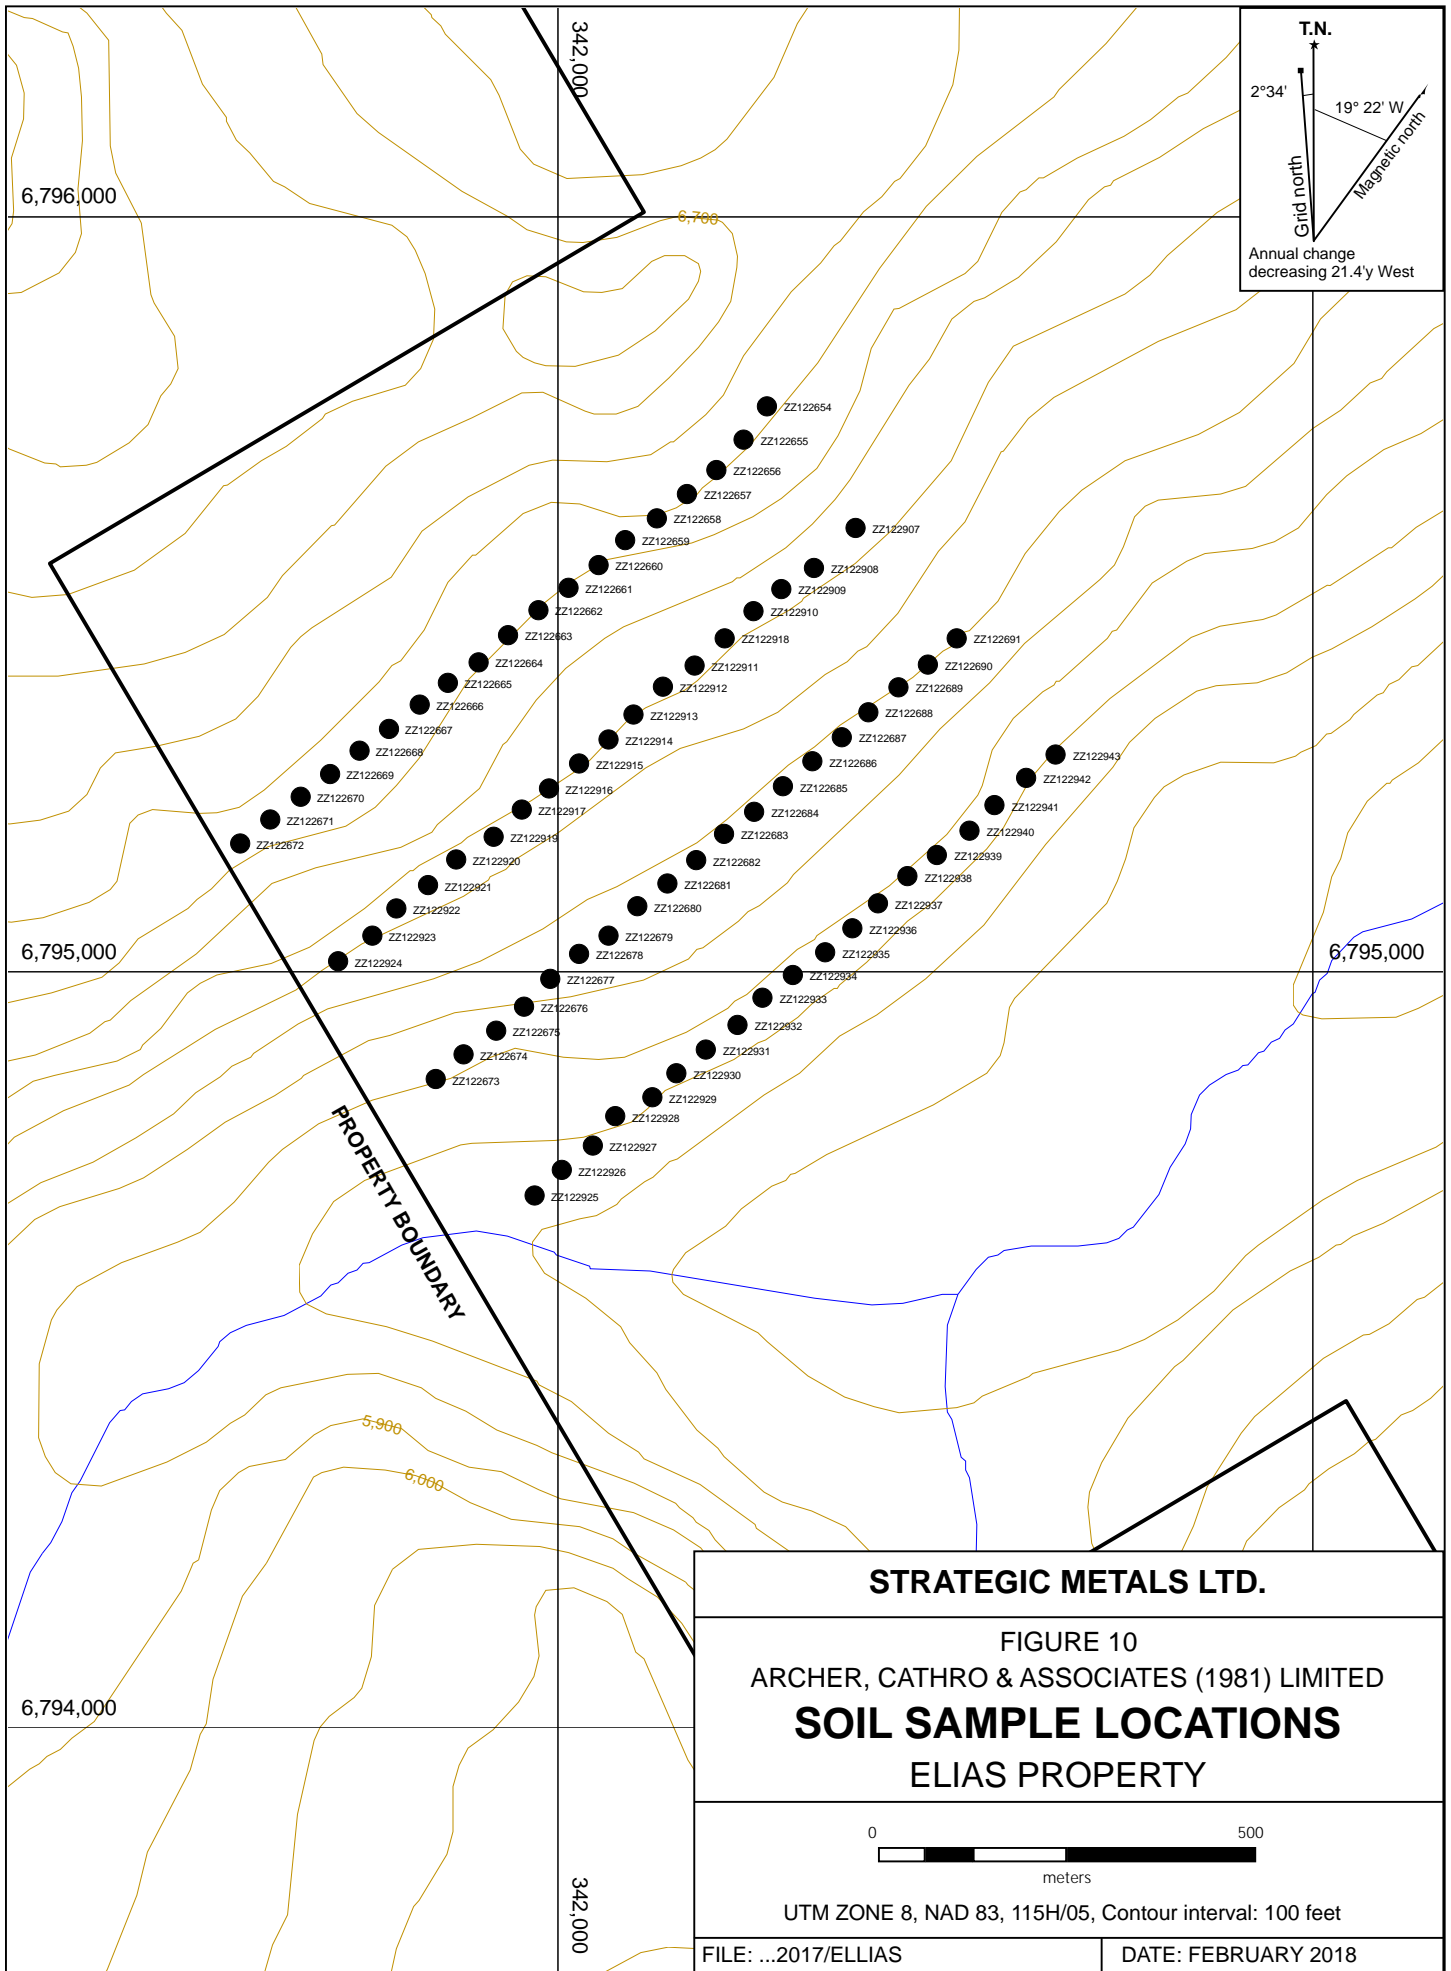 342,000
T.N.
2°34'
19° 22' W
Grid north
Magnetic north
Annual change
decreasing 21.4'y West
6,796,000
6,700
ZZ122654
ZZ122655
ZZ122656
ZZ122657
ZZ122658
ZZ122659
ZZ122660
ZZ122661
ZZ122662
ZZ122663
ZZ122664
ZZ122665
ZZ122666
ZZ122667
ZZ122668
ZZ122669
ZZ122670
ZZ122671
ZZ122672
ZZ122907
ZZ122908
ZZ122909
ZZ122910
ZZ122918
ZZ122911
ZZ122912
ZZ122913
ZZ122914
ZZ122915
ZZ122916
ZZ122917
ZZ122919
ZZ122920
ZZ122921
ZZ122922
ZZ122923
ZZ122924
ZZ122691
ZZ122690
ZZ122689
ZZ122688
ZZ122687
ZZ122686
ZZ122685
ZZ122684
ZZ122683
ZZ122682
ZZ122681
ZZ122680
ZZ122679
ZZ122678
ZZ122677
ZZ122676
ZZ122675
ZZ122674
ZZ122673
ZZ122943
ZZ122942
ZZ122941
ZZ122940
ZZ122939
ZZ122938
ZZ122937
ZZ122936
ZZ122935
ZZ122934
ZZ122933
ZZ122932
ZZ122931
ZZ122930
ZZ122929
ZZ122928
ZZ122927
ZZ122926
ZZ122925
6,795,000
6,795,000
PROPERTY BOUNDARY
5,900
6,000
6,794,000
342,000
STRATEGIC METALS LTD.
FIGURE 10
ARCHER, CATHRO & ASSOCIATES (1981) LIMITED
SOIL SAMPLE LOCATIONS
ELIAS PROPERTY
0 500
meters
UTM ZONE 8, NAD 83, 115H/05, Contour interval: 100 feet
FILE: ...2017/ELLIAS
DATE: FEBRUARY 2018